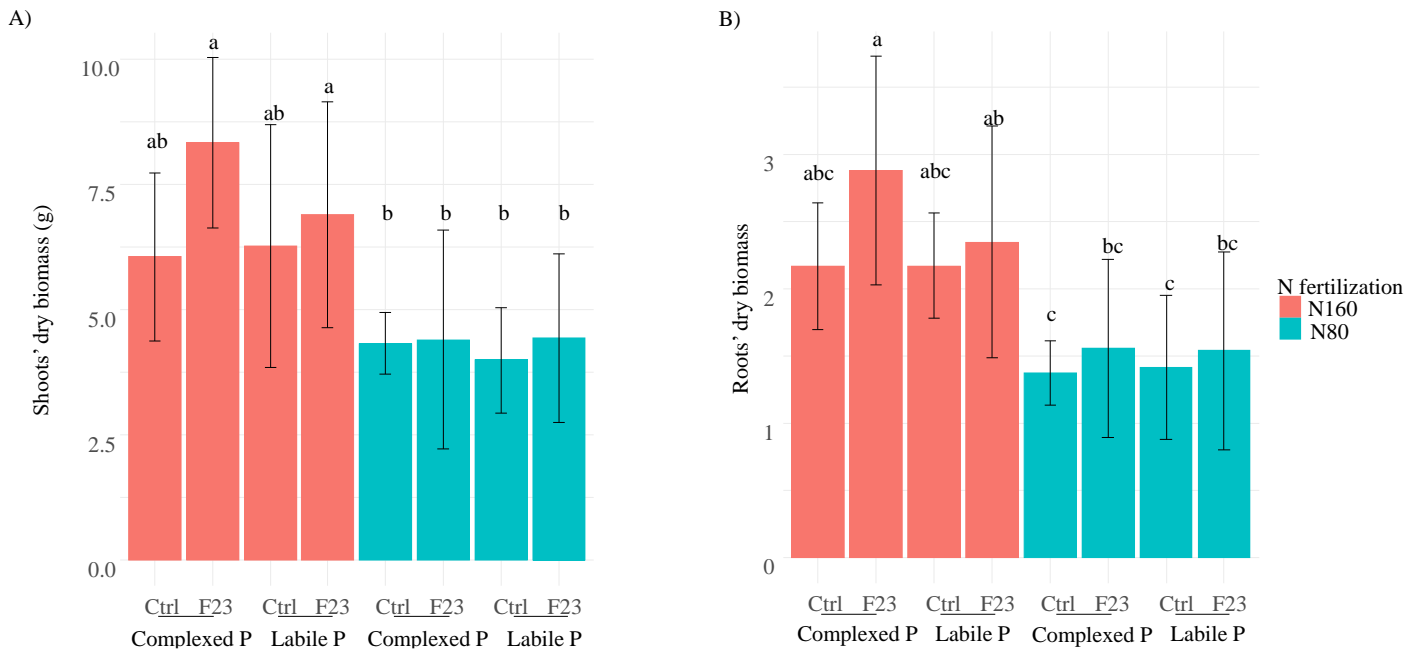 A)
Shoots’ dry biomass (g)
10.0
7.5
5.0
2.5
0.0
ab
a
ab
a
b
b
b
b
Ctrl F23 Ctrl F23 Ctrl F23 Ctrl F23
Complexed P Labile P Complexed P Labile P
B)
Roots’ dry biomass
3
2
1
0
abc
a
abc
ab
c
bc
c
bc
Ctrl F23 Ctrl F23 Ctrl F23 Ctrl F23
Complexed P Labile P Complexed P Labile P
N fertilization
N160
N80